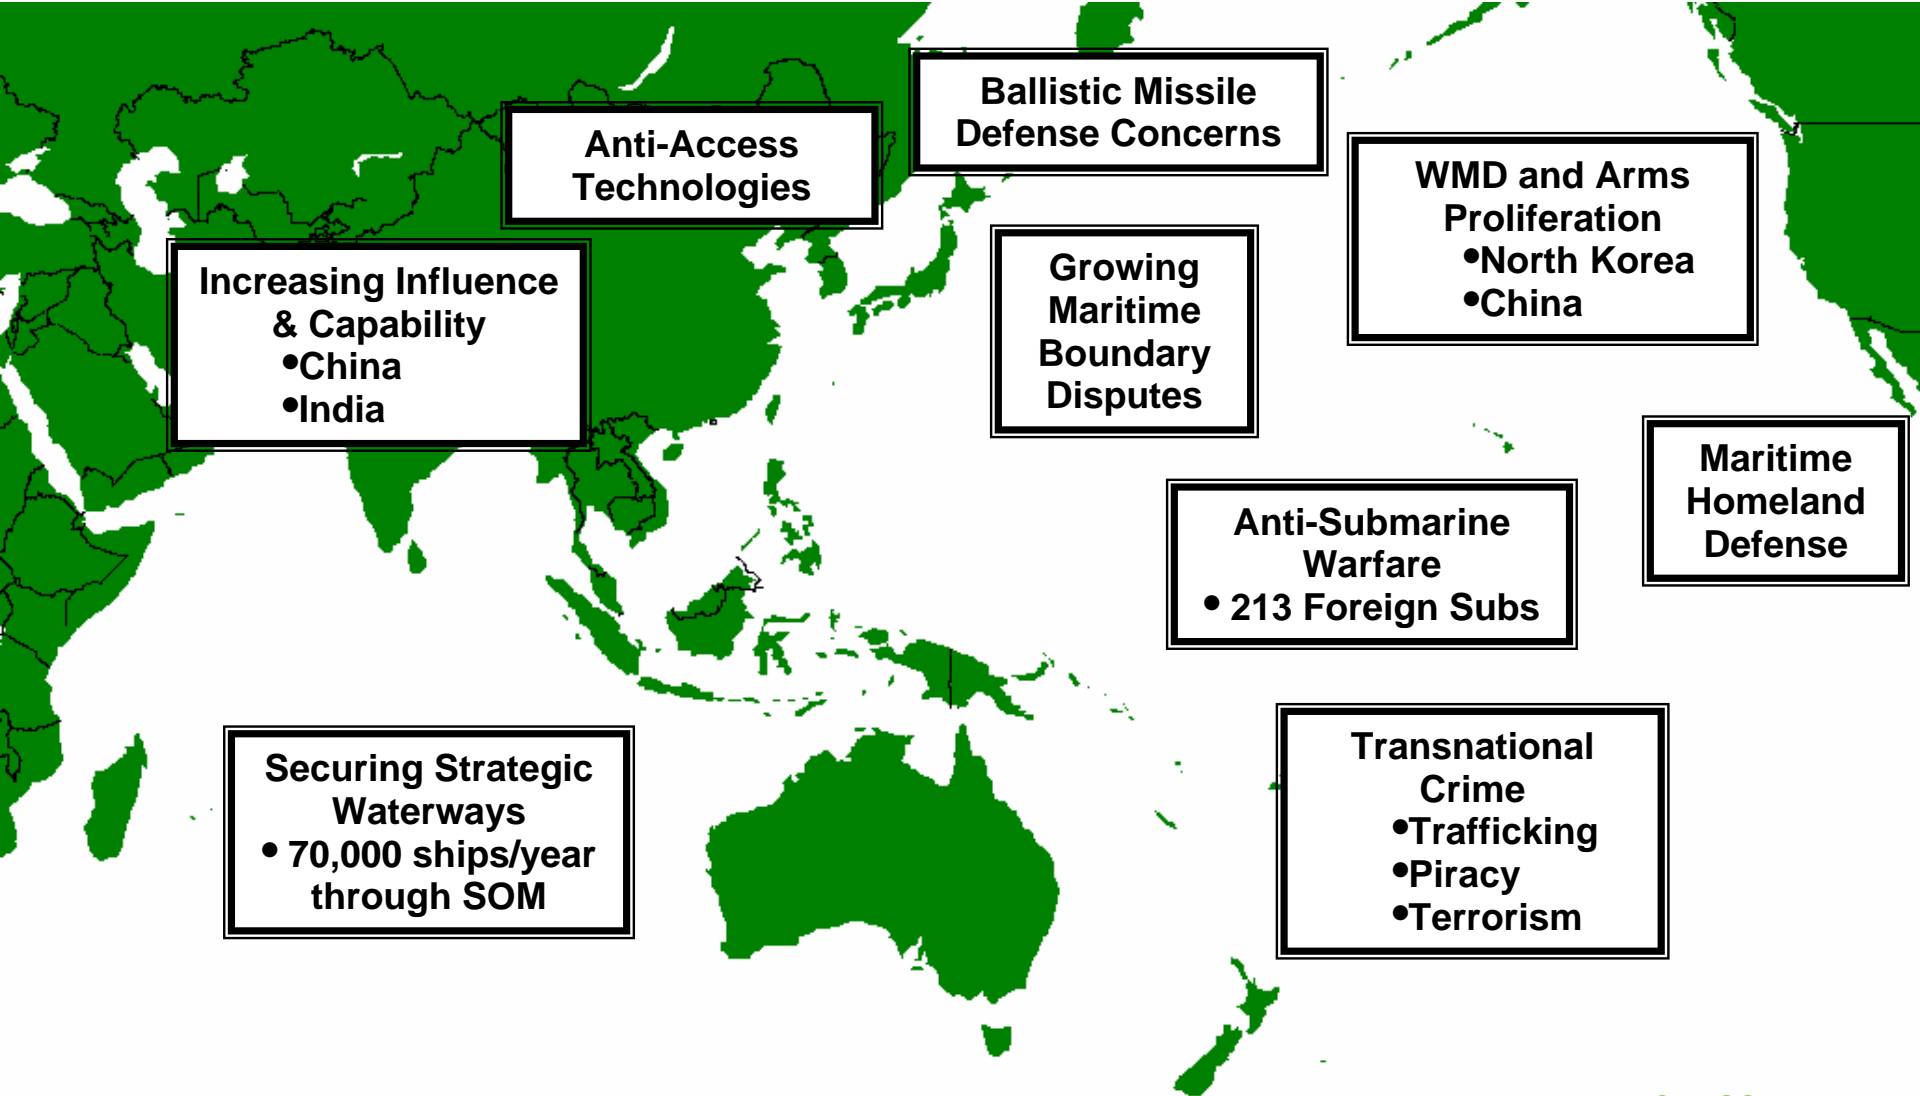 Ballistic Missile
Defense Concerns
Anti-Access
Technologies
WMD and Arms
Proliferation
•North Korea
•China
Increasing Influence
& Capability
•China
•India
Growing
Maritime
Boundary
Disputes
Maritime
Homeland
Defense
Anti-Submarine
Warfare
• 213 Foreign Subs
Securing Strategic
Waterways
• 70,000 ships/year
through SOM
Transnational
Crime
•Trafficking
•Piracy
•Terrorism